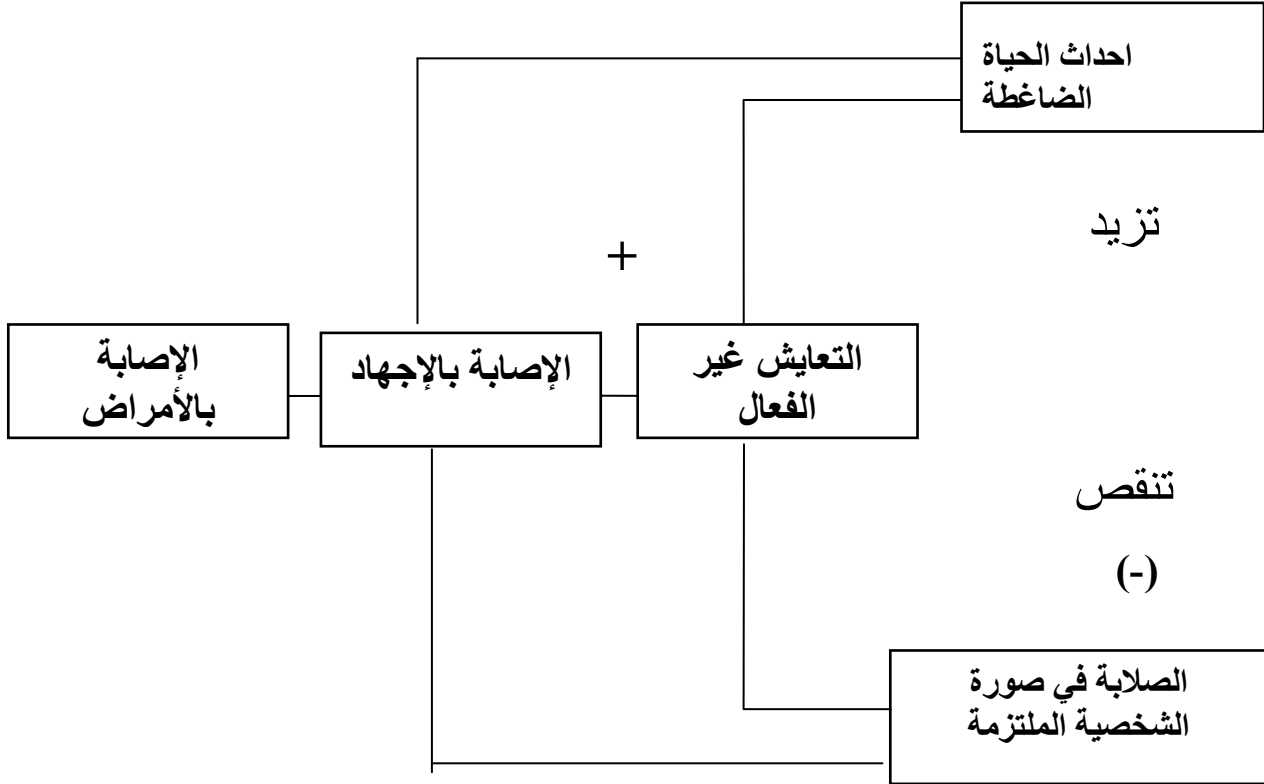 احداث الحياة
الضاغطة
تزيد
+
التعايش غير
الفعال
الإصابة بالإجهاد
الإصابة
بالأمراض
تنقص
(-)
الصلابة في صورة
الشخصية الملتزمة